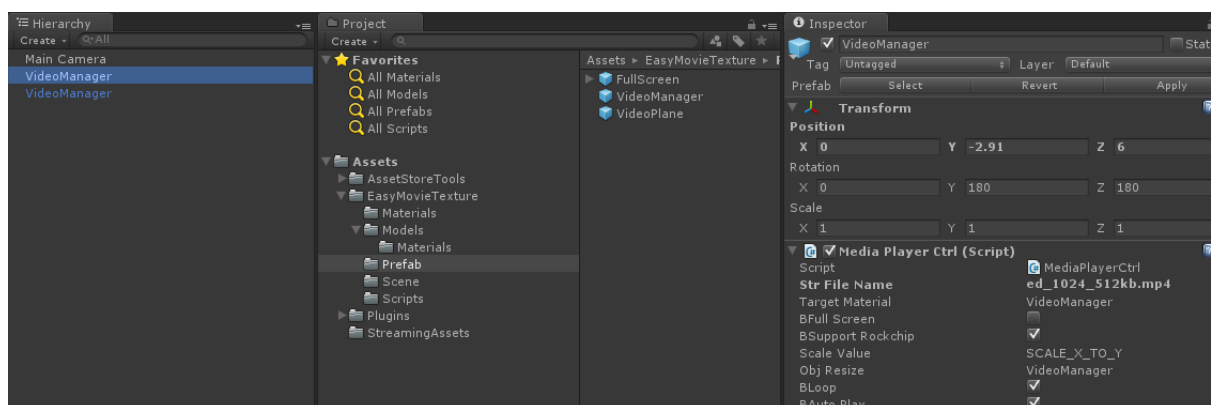 Hierarchy
Create
All
Main Camera
VideoManager
VideoManager
Project
Create
Favorites
All Materials
All Models
All Prefabs
All Scripts
Assets
AssetStoreTools
EasyMovieTexture
Materials
Models
Materials
Prefab
Scene
Scripts
Plugins
StreamingAssets
Assets ▸ EasyMovieTexture ▸
FullScreen
VideoManager
VideoPlane
Inspector
VideoManager Stat
Tag Untagged Layer Default
Prefab Select Revert Apply
Transform
Position
X 0 Y -2.91 Z 6
Rotation
X 0 Y 180 Z 180
Scale
X 1 Y 1 Z 1
Media Player Ctrl (Script)
Script MediaPlayerCtrl
Str File Name ed_1024_512kb.mp4
Target Material VideoManager
BFull Screen
BSupport Rockchip
Scale Value SCALE_X_TO_Y
Obj Resize VideoManager
BLoop
BAuto Play